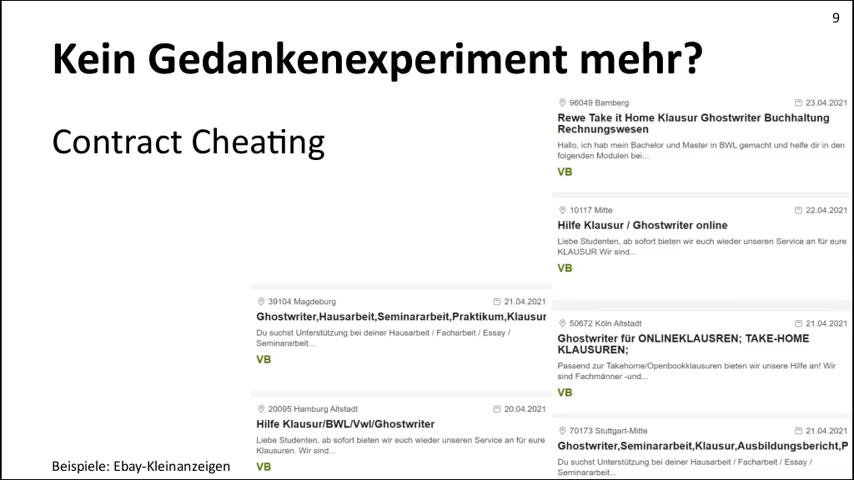 9
Kein Gedankenexperiment mehr?
Contract Cheating
96049 Bamberg 23.04.2021
Rewe Take it Home Klausur Ghostwriter Buchhaltung
Rechnungswesen
Hallo, ich hab mein Bachelor und Master in BWL gemacht und helfe dir in den
folgenden Modulen bei...
VB
10117 Mitte 22.04.2021
Hilfe Klausur / Ghostwriter online
Liebe Studenten, ab sofort bieten wir euch wieder unseren Service an für eure
KLAUSUR Wir sind...
VB
39104 Magdeburg 21.04.2021
Ghostwriter,Hausarbeit,Seminararbeit,Praktikum,Klausur
Du suchst Unterstützung bei deiner Hausarbeit / Facharbeit / Essay /
Seminararbeit...
VB
50672 Köln Altstadt 21.04.2021
Ghostwriter für ONLINEKLAUSREN; TAKE-HOME
KLAUSUREN;
Passend zur Takehome/Openbookklausuren bieten wir unsere Hilfe an! Wir
sind Fachmänner -und...
VB
20095 Hamburg Altstadt 20.04.2021
Hilfe Klausur/BWL/Vwl/Ghostwriter
Liebe Studenten, ab sofort bieten wir euch wieder unseren Service an für eure
Klausuren. Wir sind...
VB
70173 Stuttgart-Mitte 21.04.2021
Ghostwriter,Seminararbeit,Klausur,Ausbildungsbericht,P
Du suchst Unterstützung bei deiner Hausarbeit / Facharbeit / Essay /
Seminararbeit...
Beispiele: Ebay-Kleinanzeigen